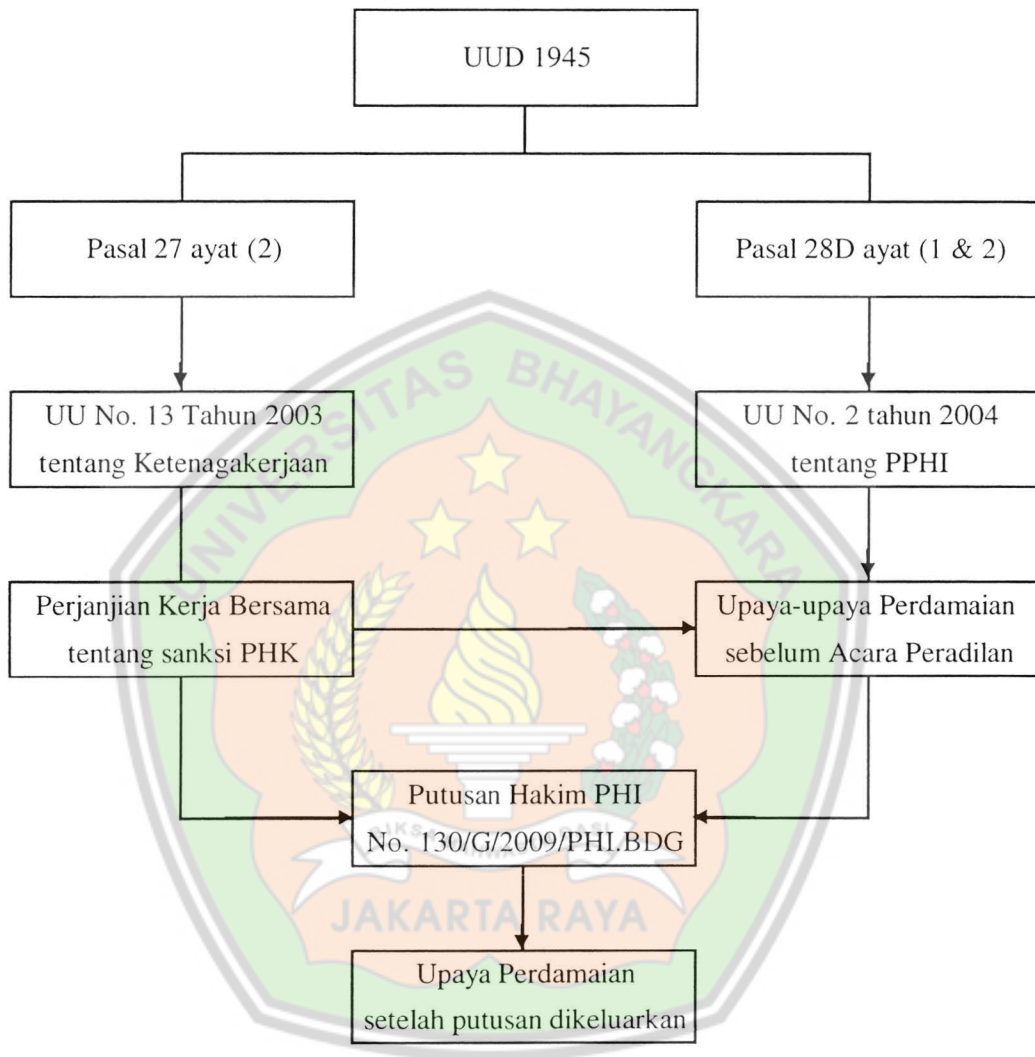 UUD 1945
Pasal 27 ayat (2)
Pasal 28D ayat (1 & 2)
UU No. 13 Tahun 2003
tentang Ketenagakerjaan
UU No. 2 tahun 2004
tentang PPHI
Perjanjian Kerja Bersama
tentang sanksi PHK
Upaya-upaya Perdamaian
sebelum Acara Peradilan
Putusan Hakim PHI
No. 130/G/2009/PHI.BDG
Upaya Perdamaian
setelah putusan dikeluarkan
UNIVERSITAS BHAYANGKARA
JAKARTA RAYA